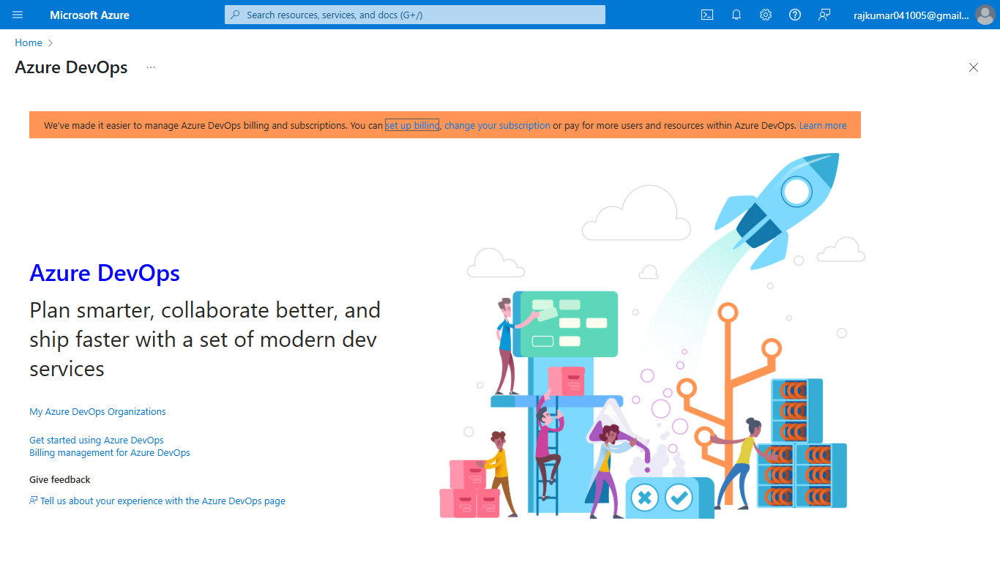 Microsoft Azure
Search resources, services, and docs (G+/)
rajkumar041005@gmail...
Home
Azure DevOps ...
We've made it easier to manage Azure DevOps billing and subscriptions. You can set up billing, change your subscription or pay for more users and resources within Azure DevOps. Learn more
Azure DevOps
Plan smarter, collaborate better, and
ship faster with a set of modern dev
services
My Azure DevOps Organizations
Get started using Azure DevOps
Billing management for Azure DevOps
Give feedback
Tell us about your experience with the Azure DevOps page